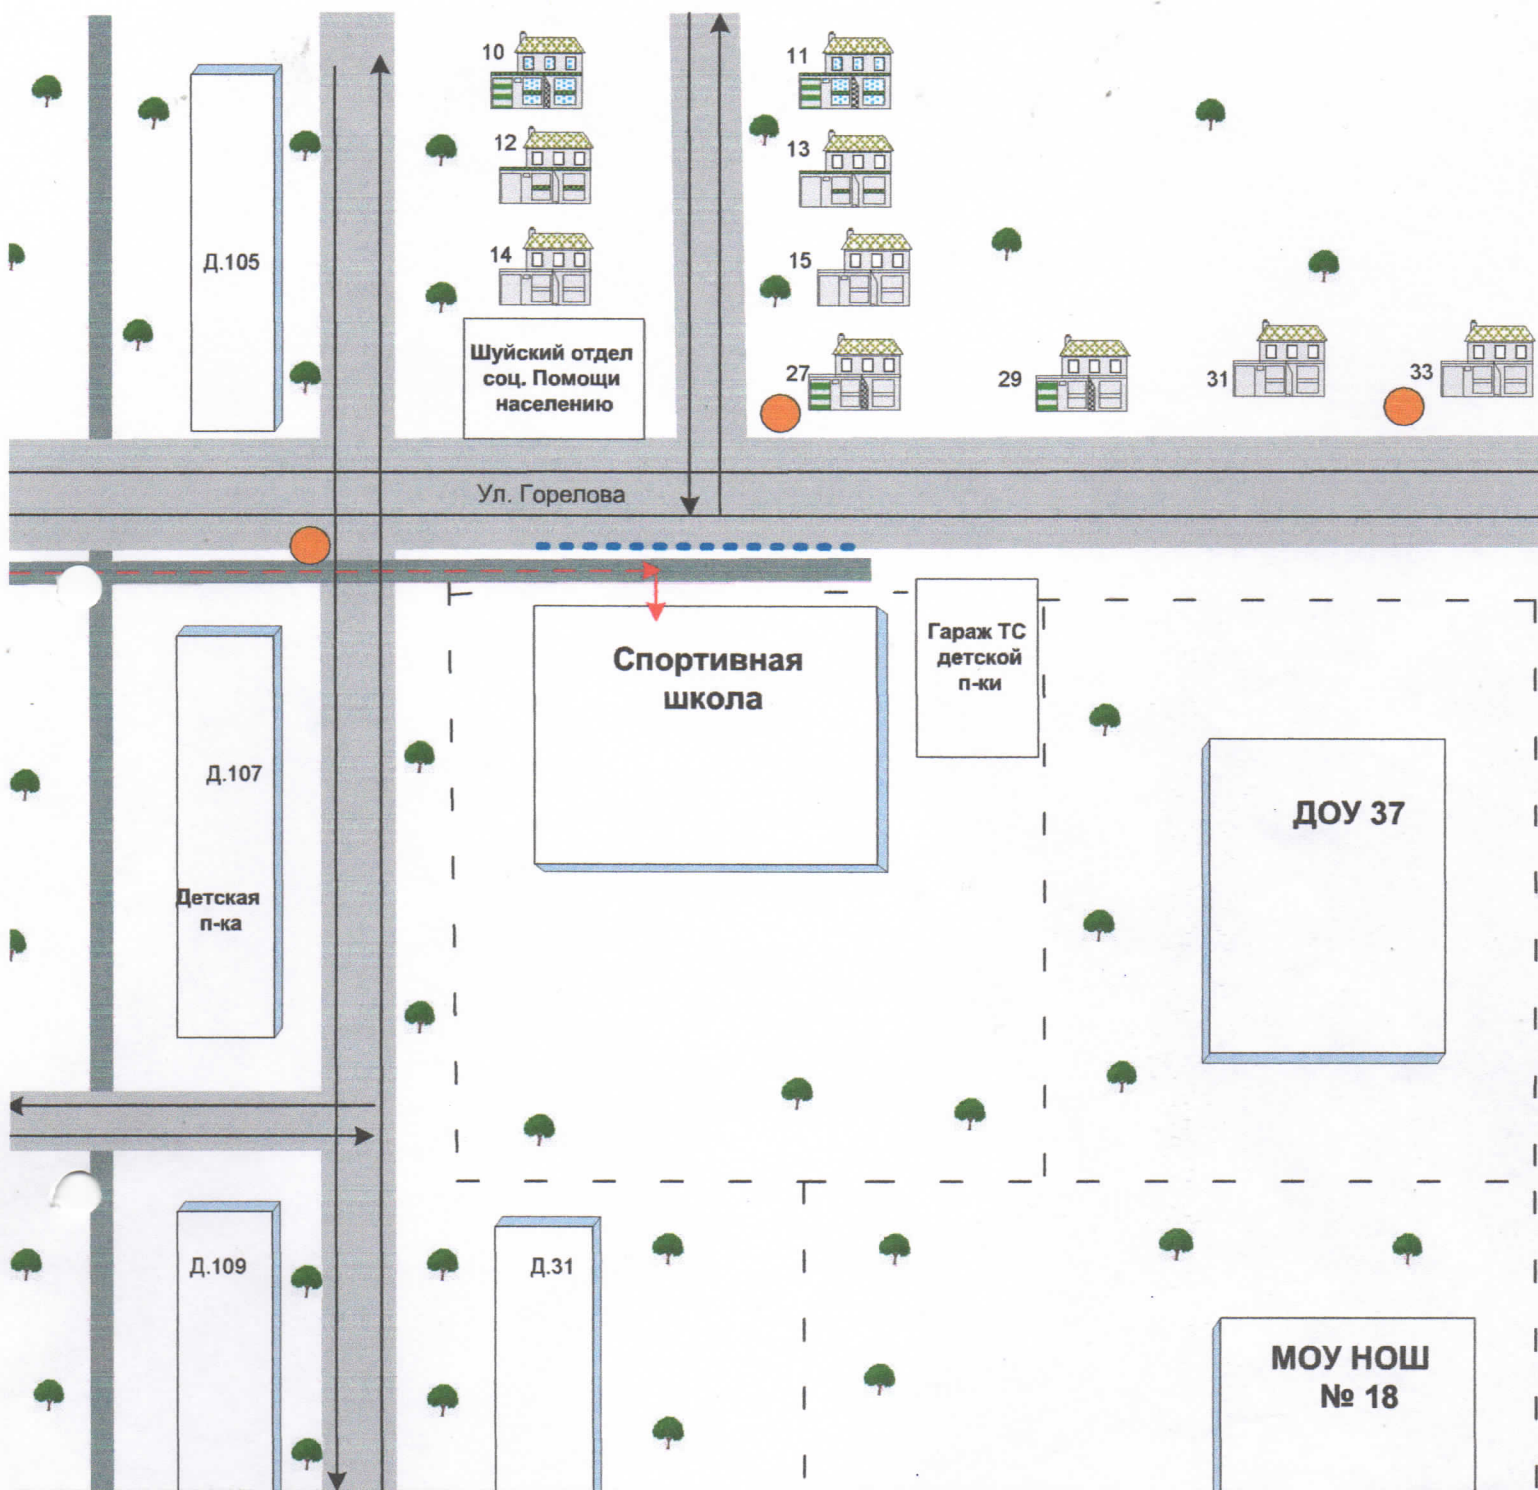 10
11
12
13
Д.105
14
15
Шуйский отдел
соц. Помощи
населению
27
29
31
33
Ул. Горелова
Спортивная
школа
Гараж ТС
детской
п-ки
Д.107
ДОУ 37
Детская
п-ка
Д.109
Д.31
МОУ НОШ
№ 18